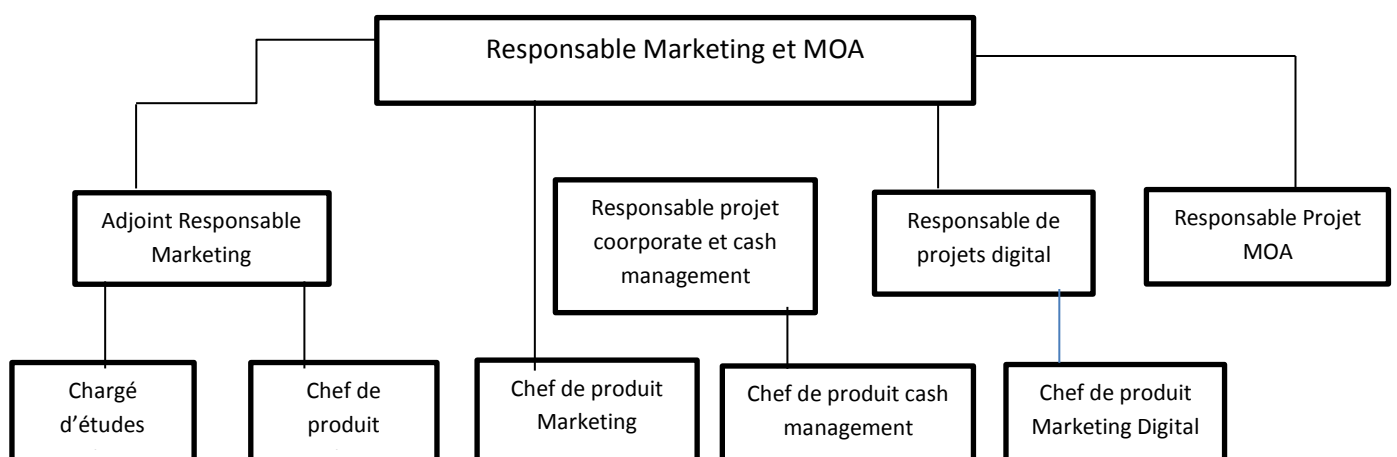 Responsable Marketing et MOA
Adjoint Responsable
Marketing
Responsable projet
coorporate et cash
management
Responsable de
projets digital
Responsable Projet
MOA
Chargé
d’études
Chef de
produit
Chef de produit
Marketing
Chef de produit cash
management
Chef de produit
Marketing Digital